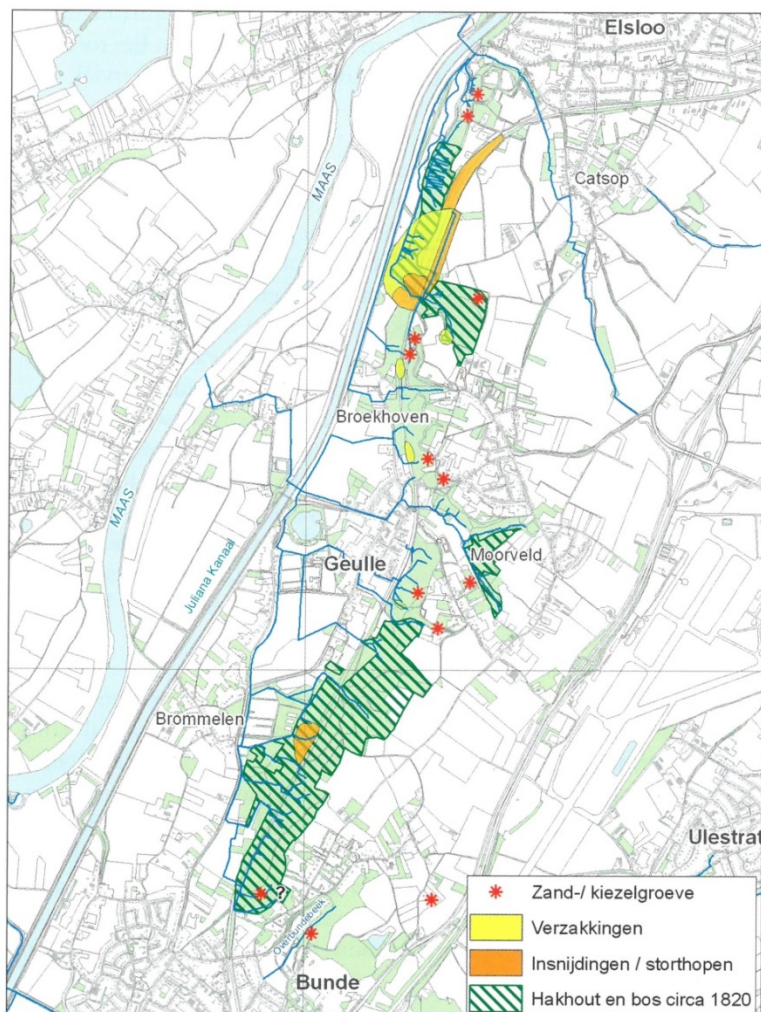 Elsloo
MAAS
Catsop
Broekhoven
MAAS
Juliana Kanaal
Geulle
Moorveld
Brommelen
Ulestrat
?
Overbundebeek
Bunde
Zand-/ kiezelgroeve
Verzakkingen
Insnijdingen / storthopen
Hakhout en bos circa 1820